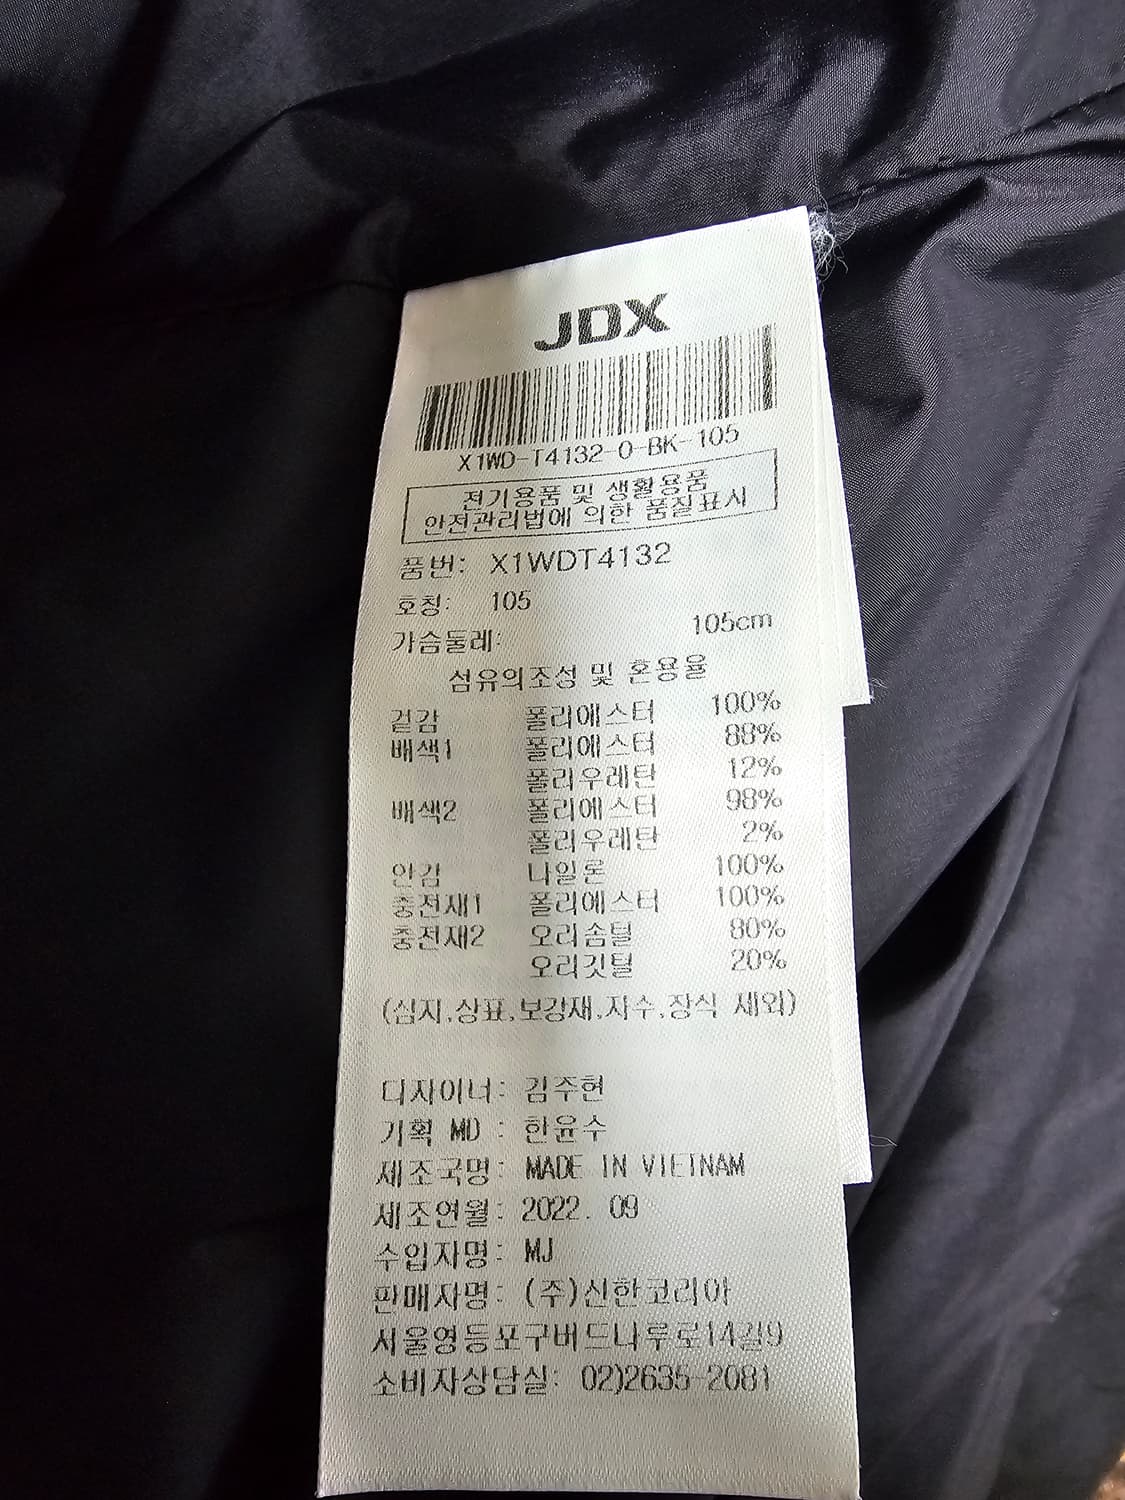 JDX
X1WD-T4132-0-BK-105
전기용품 및 생활용품
안전관리법에 의한 품질표시
품번: X1WDT4132
호칭: 105
가슴둘레: 105cm
섬유의조성 및 혼용율
겉감 폴리에스터 100%
배색1 폴리에스터 88%
폴리우레탄 12%
배색2 폴리에스터 98%
폴리우레탄 2%
안감 나일론 100%
충전재1 폴리에스터 100%
충전재2 오리솜털 80%
오리깃털 20%
(심지,상표,보강재,자수,장식 제외)
디자이너: 김주현
기획 MD : 한윤수
제조국명: MADE IN VIETNAM
제조연월: 2022. 09
수입자명: MJ
판매자명: (주)신한코리아
서울영등포구버드나루로14길9
소비자상담실: 02)2635-2081